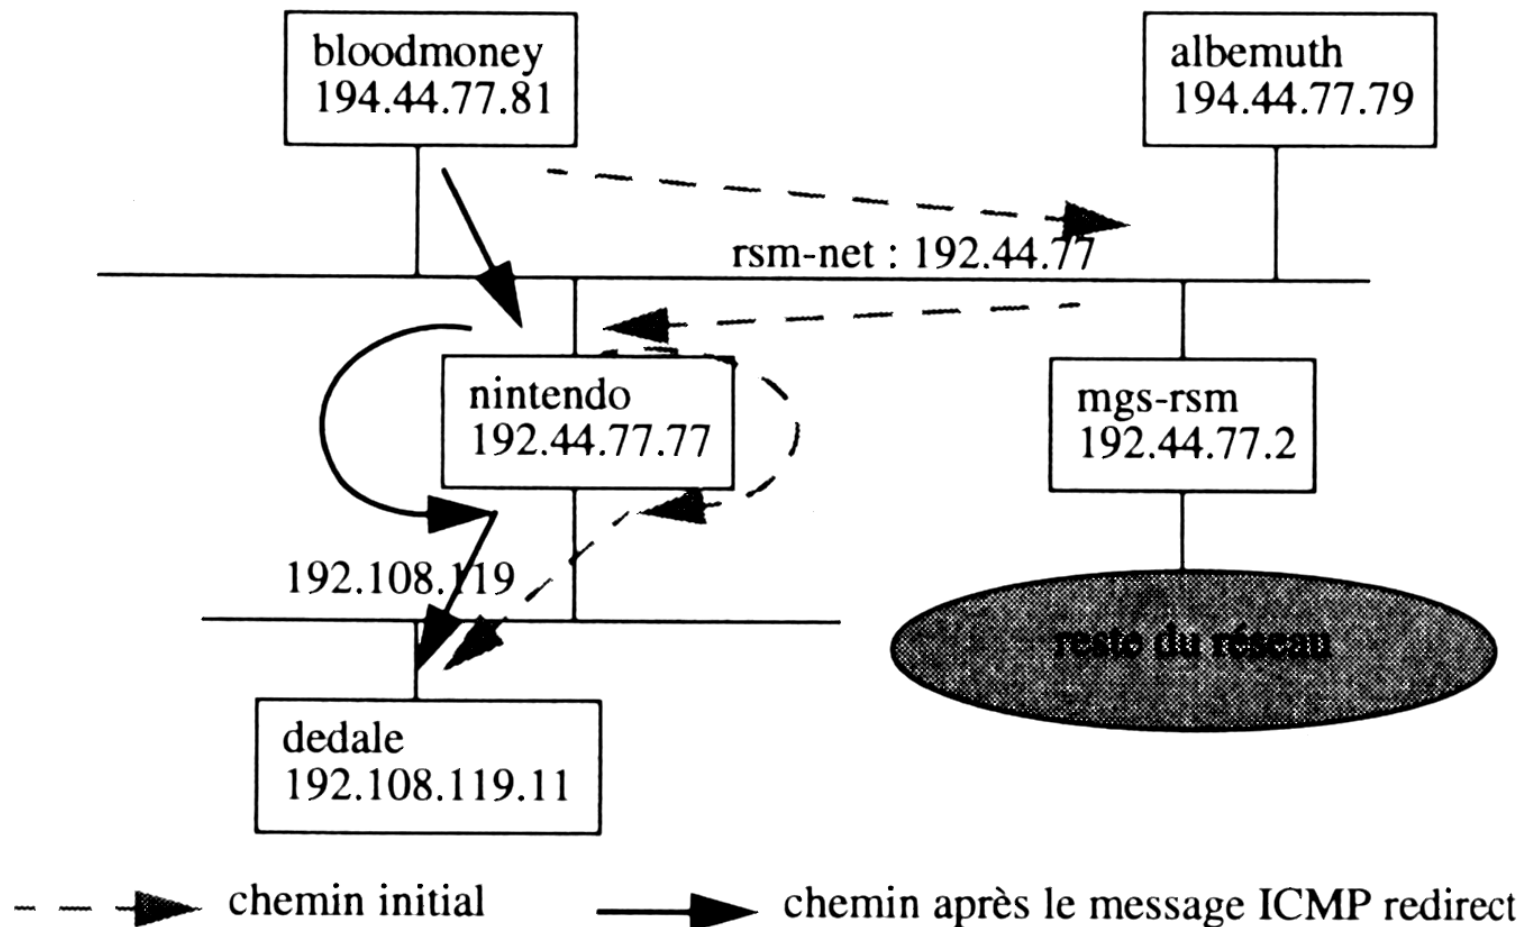 bloodmoney
194.44.77.81
albemuth
194.44.77.79
rsm-net : 192.44.77
nintendo
192.44.77.77
mgs-rsm
192.44.77.2
192.108.119
reste du réseau
dedale
192.108.119.11
chemin initial
chemin après le message ICMP redirect